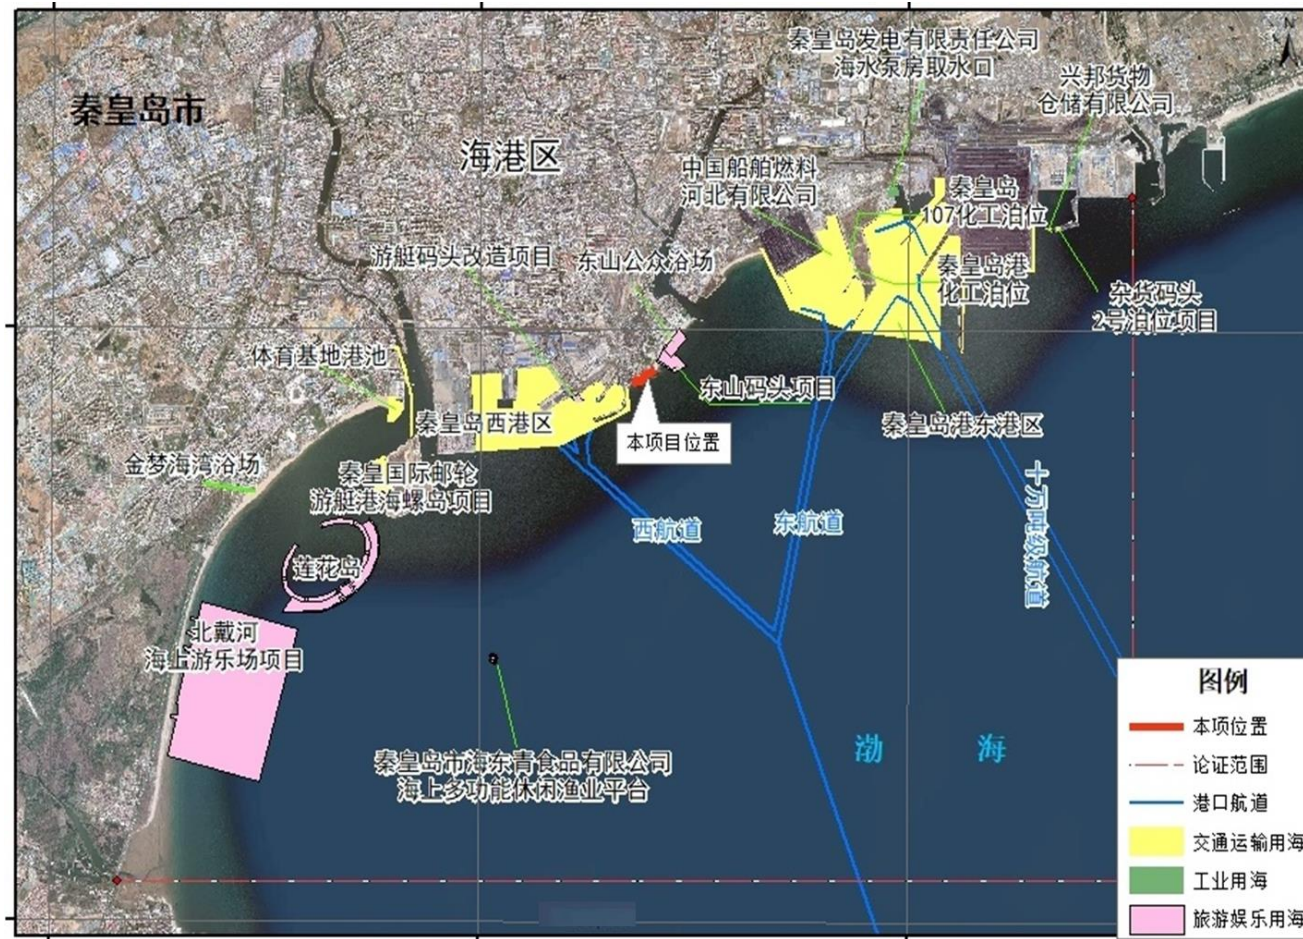 N
秦皇岛发电有限责任公司
海水泵房取水口
兴邦货物
仓储有限公司
秦皇岛市
海港区
中国船舶燃料
河北有限公司
秦皇岛
107化工泊位
游艇码头改造项目
东山公众浴场
秦皇岛港
化工泊位
杂货码头
2号泊位项目
体育基地港池
东山码头项目
秦皇岛西港区
秦皇岛港东港区
本项目位置
金梦海湾浴场
秦皇国际邮轮
游艇港海螺岛项目
十万吨级航道
西航道
东航道
莲花岛
北戴河
海上游乐场项目
秦皇岛市海东青食品有限公司
海上多功能休闲渔业平台
渤 海
图例
本项位置
论证范围
港口航道
交通运输用海
工业用海
旅游娱乐用海